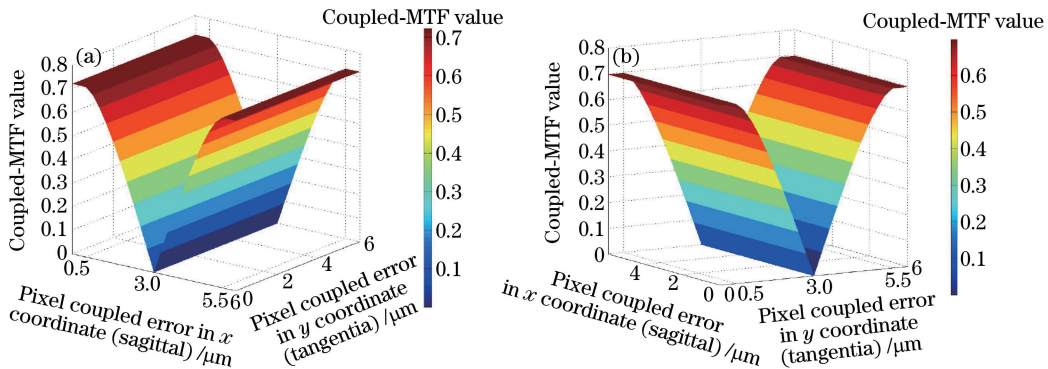 Coupled-MTF value
(a)
0.8
0.7
0.6
0.5
0.4
0.3
0.2
0.1
0
Coupled-MTF value
0.5
3.0
5.5 6
Pixel coupled error in x
coordinate (sagittal) /μm
0
2
4
6
Pixel coupled error
in y coordinate
(tangentia) /μm
0.7
0.6
0.5
0.4
0.3
0.2
0.1
Coupled-MTF value
(b)
0.8
0.7
0.6
0.5
0.4
0.3
0.2
0.1
0
Coupled-MTF value
4
2
0
Pixel coupled error
in x coordinate (sagittal) /μm
0 0.5
3.0
5.5
6
Pixel coupled error
in y coordinate
(tangentia) /μm
0.6
0.5
0.4
0.3
0.2
0.1